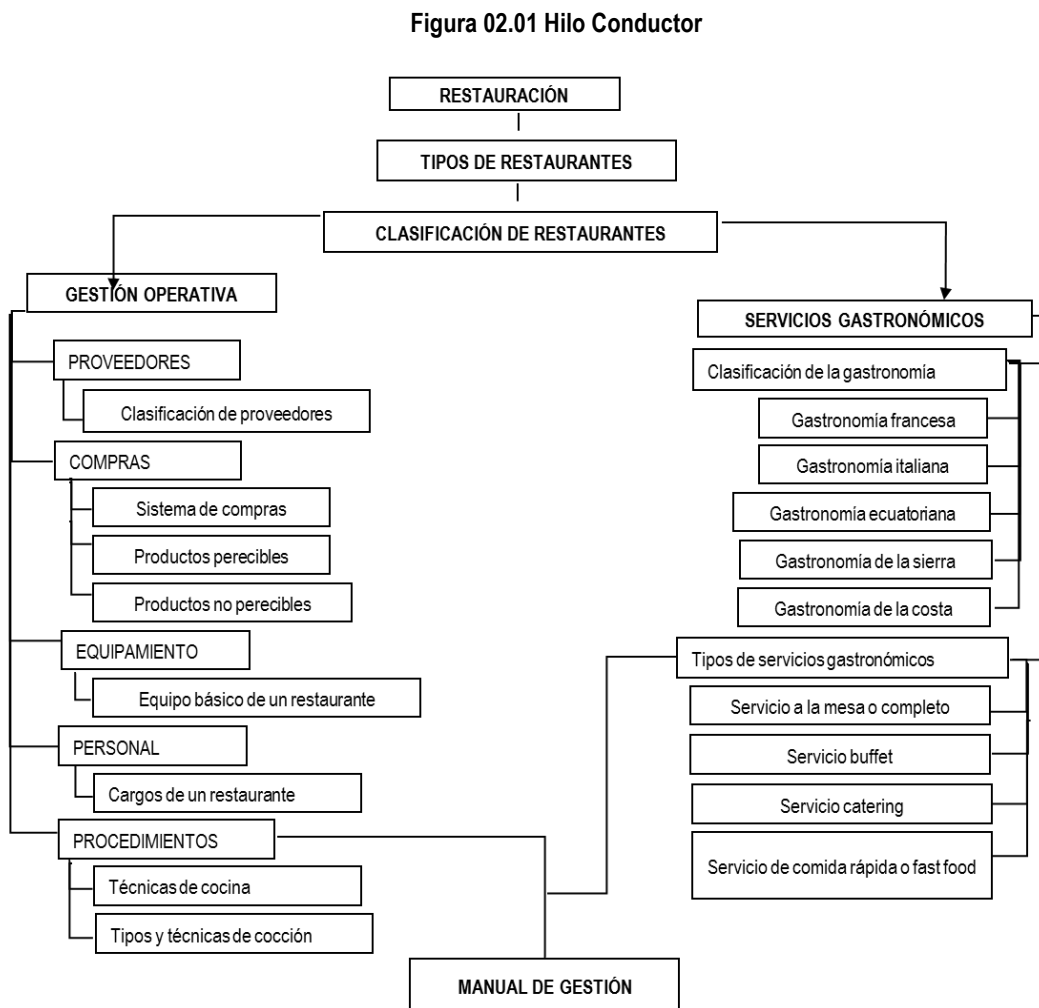 Figura 02.01 Hilo Conductor
RESTAURACIÓN
TIPOS DE RESTAURANTES
CLASIFICACIÓN DE RESTAURANTES
GESTIÓN OPERATIVA
PROVEEDORES
Clasificación de proveedores
COMPRAS
Sistema de compras
Productos perecibles
Productos no perecibles
EQUIPAMIENTO
Equipo básico de un restaurante
PERSONAL
Cargos de un restaurante
PROCEDIMIENTOS
Técnicas de cocina
Tipos y técnicas de cocción
SERVICIOS GASTRONÓMICOS
Clasificación de la gastronomía
Gastronomía francesa
Gastronomía italiana
Gastronomía ecuatoriana
Gastronomía de la sierra
Gastronomía de la costa
Tipos de servicios gastronómicos
Servicio a la mesa o completo
Servicio buffet
Servicio catering
Servicio de comida rápida o fast food
MANUAL DE GESTIÓN